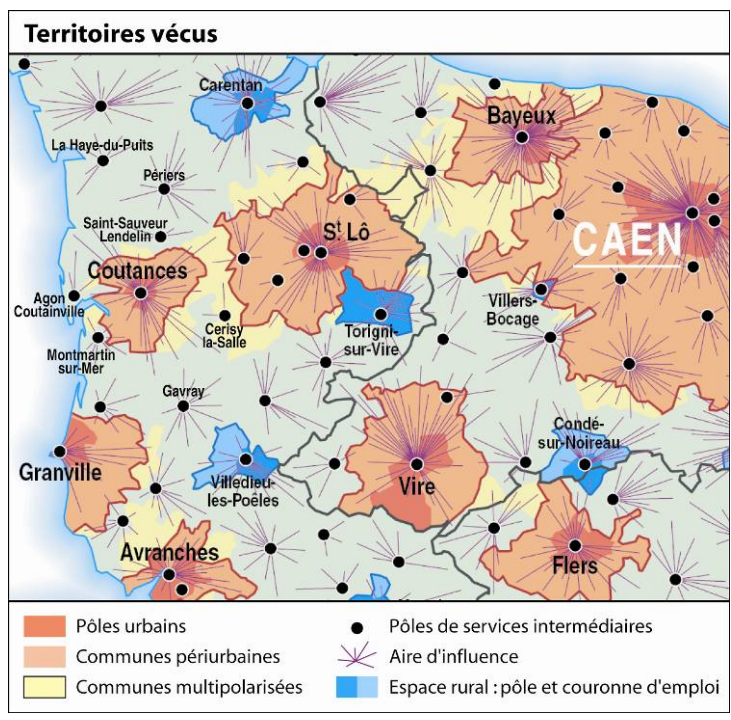 Territoires vécus
Carentan
Bayeux
La Haye-du-Puits
Périers
Saint-Sauveur
Lendelin
St Lô
CAEN
Coutances
Agon
Coutainville
Cerisy
la-Salle
Torigni-
sur-Vire
Villers-
Bocage
Montmartin
sur-Mer
Gavray
Condé-
sur-Noireau
Granville
Villedieu-
les-Poëles
Vire
Avranches
Flers
Pôles urbains
Communes périurbaines
Communes multipolarisées
Pôles de services intermédiaires
Aire d'influence
Espace rural : pôle et couronne d'emploi